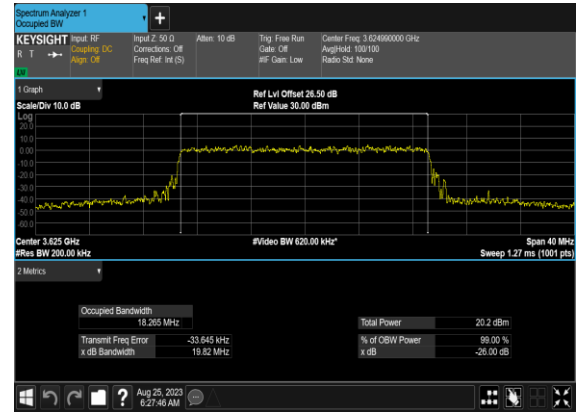 Spectrum Analyzer 1
Occupied BW
+
KEYSIGHT Input: RF
R T
Coupling: DC
Align: Off
Input Z: 50 Ω
Corrections: Off
Freq Ref: Int (S)
Atten: 10 dB
Trig: Free Run
Gate: Off
#IF Gain: Low
Center Freq: 3.624990000 GHz
Avg|Hold: 100/100
Radio Std: None
LW
1 Graph
Scale/Div 10.0 dB
Ref Lvl Offset 26.50 dB
Ref Value 30.00 dBm
Log
20.0
10.0
0.00
-10.0
-20.0
-30.0
-40.0
-50.0
-60.0
Center 3.625 GHz
#Res BW 200.00 kHz
#Video BW 620.00 kHz*
Span 40 MHz
Sweep 1.27 ms (1001 pts)
2 Metrics
Occupied Bandwidth
18.265 MHz
Total Power 20.2 dBm
Transmit Freq Error -33.645 kHz
% of OBW Power 99.00 %
x dB Bandwidth 19.82 MHz
x dB -26.00 dB
?
Aug 25, 2023
6:27:46 AM